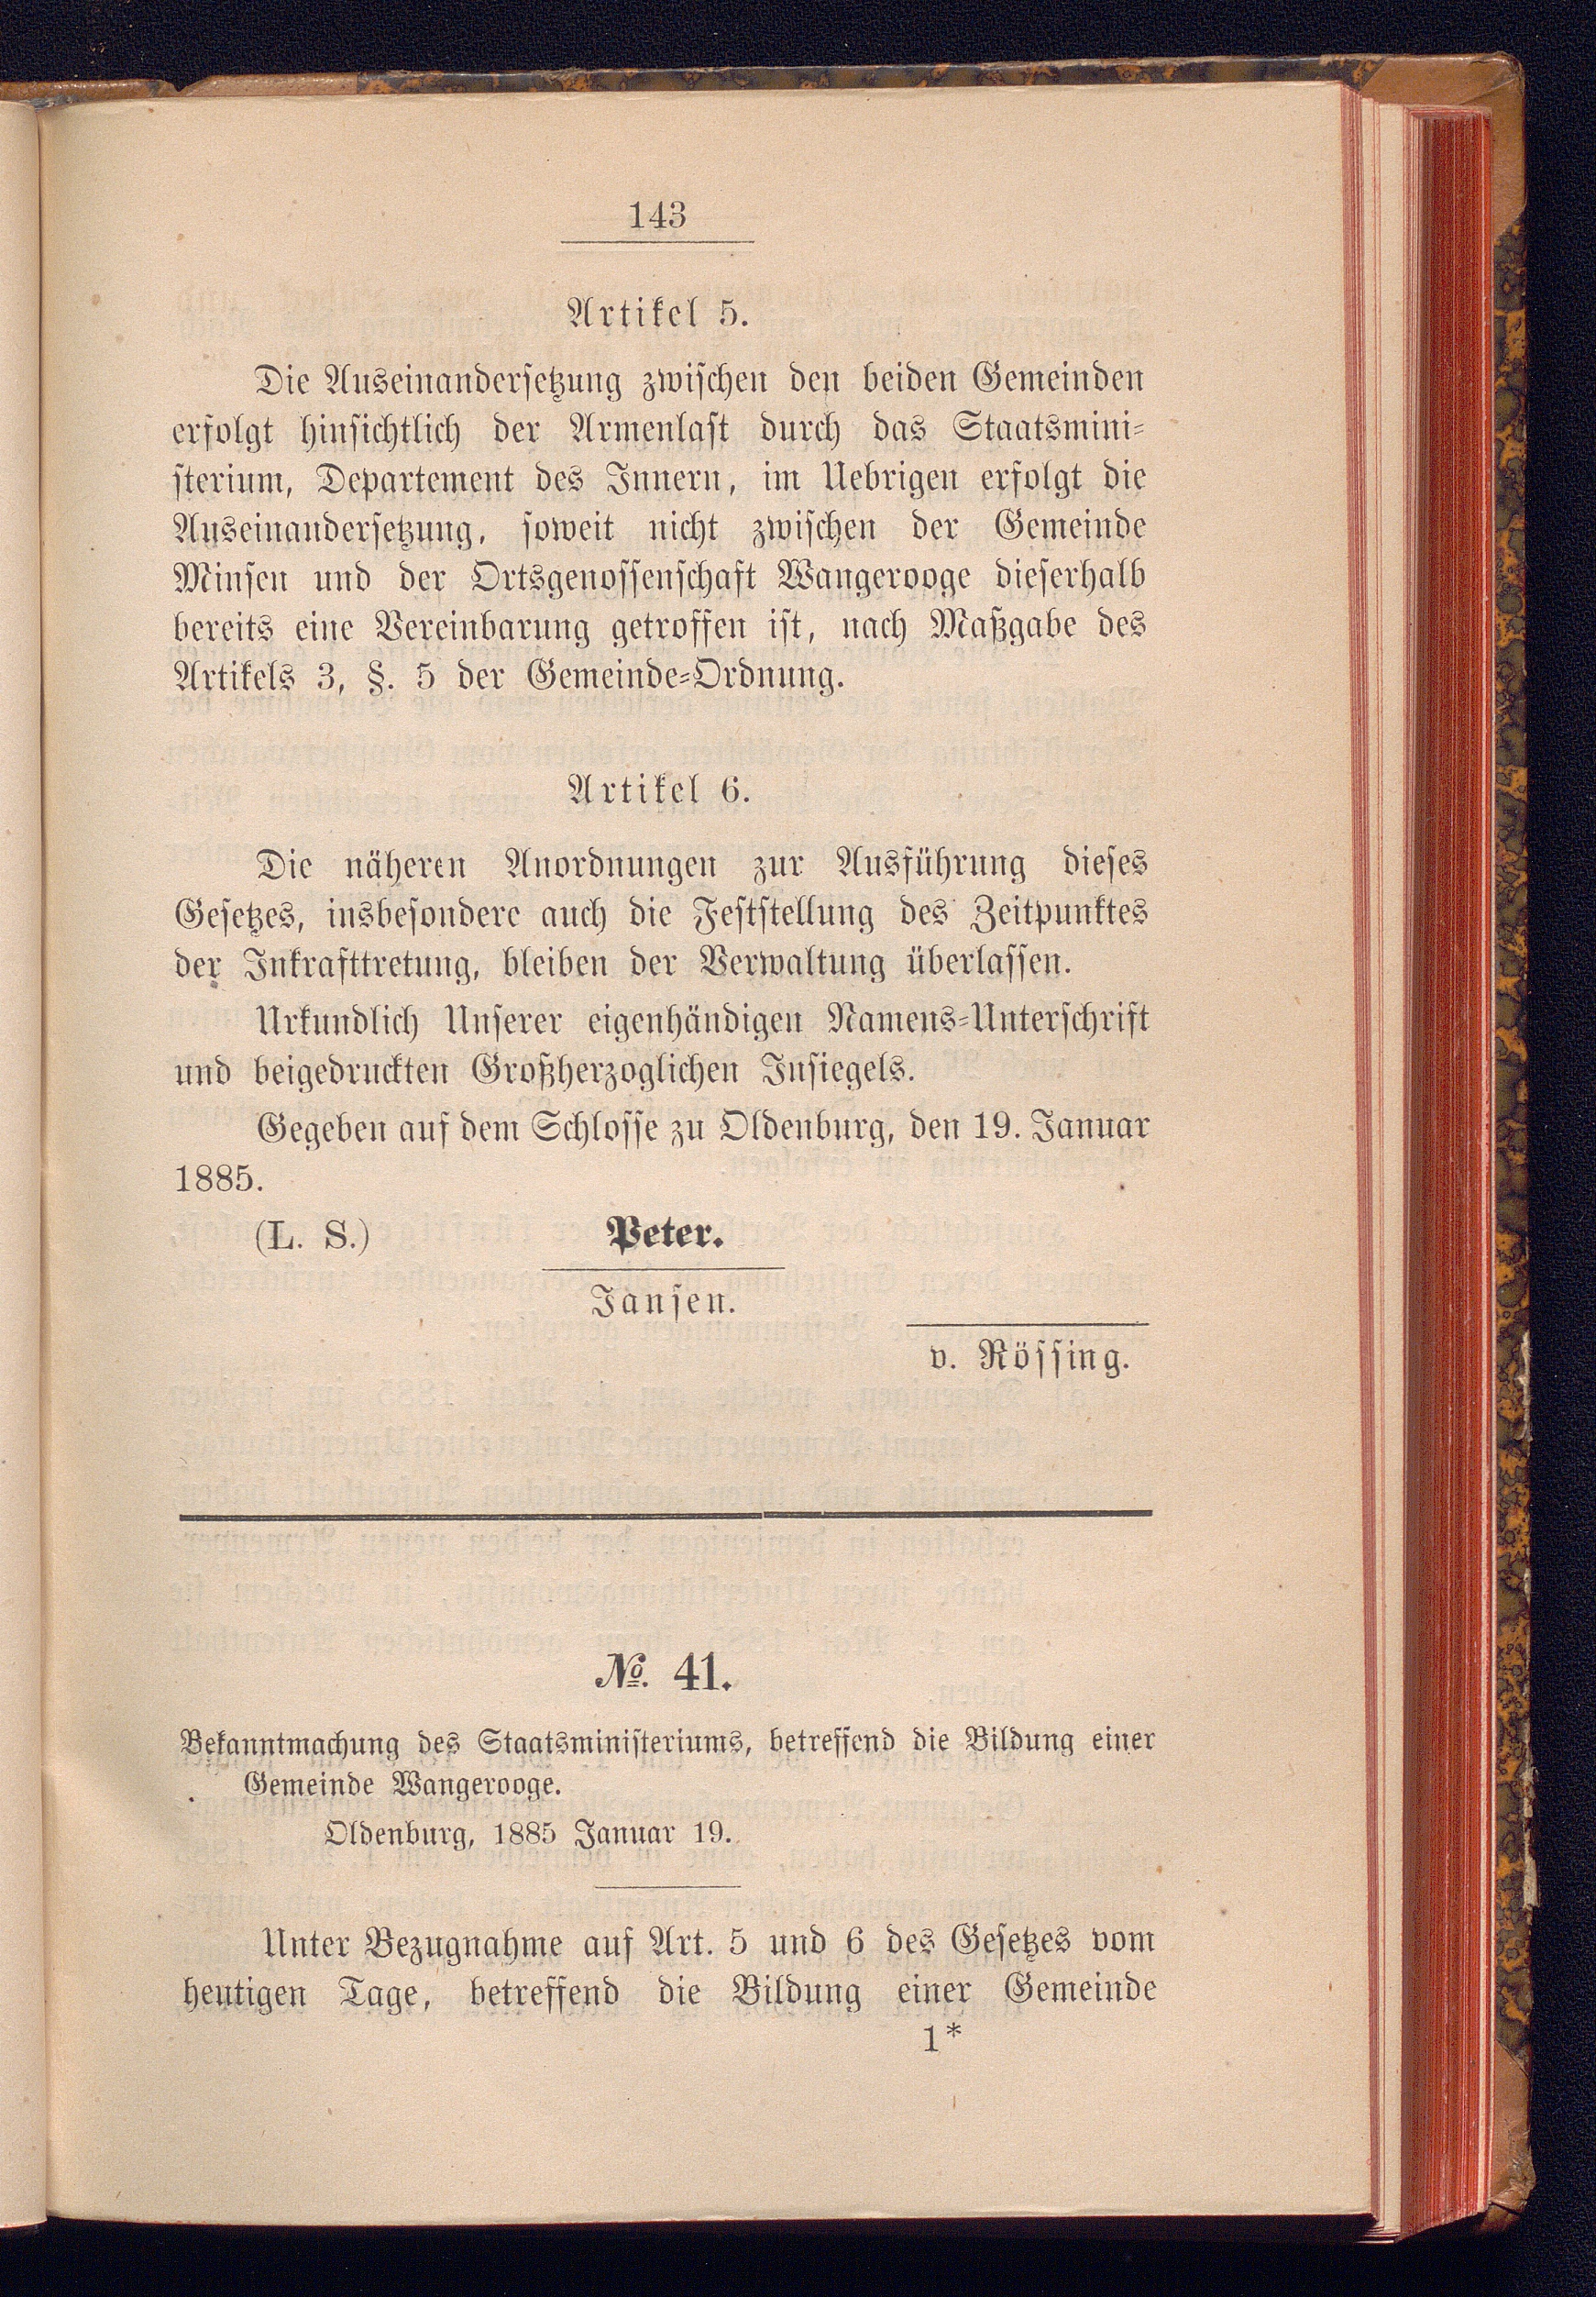 143
Artikel 5.
Die Auseinandersetzung zwischen den beiden Gemeinden
erfolgt hinsichtlich der Armenlast durch das Staatsmini-
sterium, Departement des Innern, im Uebrigen erfolgt die
Auseinandersetzung, soweit nicht zwischen der Gemeinde
Minsen und der Ortsgenossenschaft Wangerooge dieserhalb
bereits eine Vereinbarung getroffen ist, nach Maßgabe des
Artikels 3, §. 5 der Gemeinde-Ordnung.
Artikel 6.
Die näheren Anordnungen zur Ausführung dieses
Gesetzes, insbesondere auch die Feststellung des Zeitpunktes
der Inkrafttretung, bleiben der Verwaltung überlassen.
Urkundlich Unserer eigenhändigen Namens-Unterschrift
und beigedruckten Großherzoglichen Insiegels.
Gegeben auf dem Schlosse zu Oldenburg, den 19. Januar
1885.
(L. S.) Peter.
Jansen.
v. Rössing.
No. 41.
Bekanntmachung des Staatsministeriums, betreffend die Bildung einer
Gemeinde Wangerooge.
Oldenburg, 1885 Januar 19.
Unter Bezugnahme auf Art. 5 und 6 des Gesetzes vom
heutigen Tage, betreffend die Bildung einer Gemeinde
1*